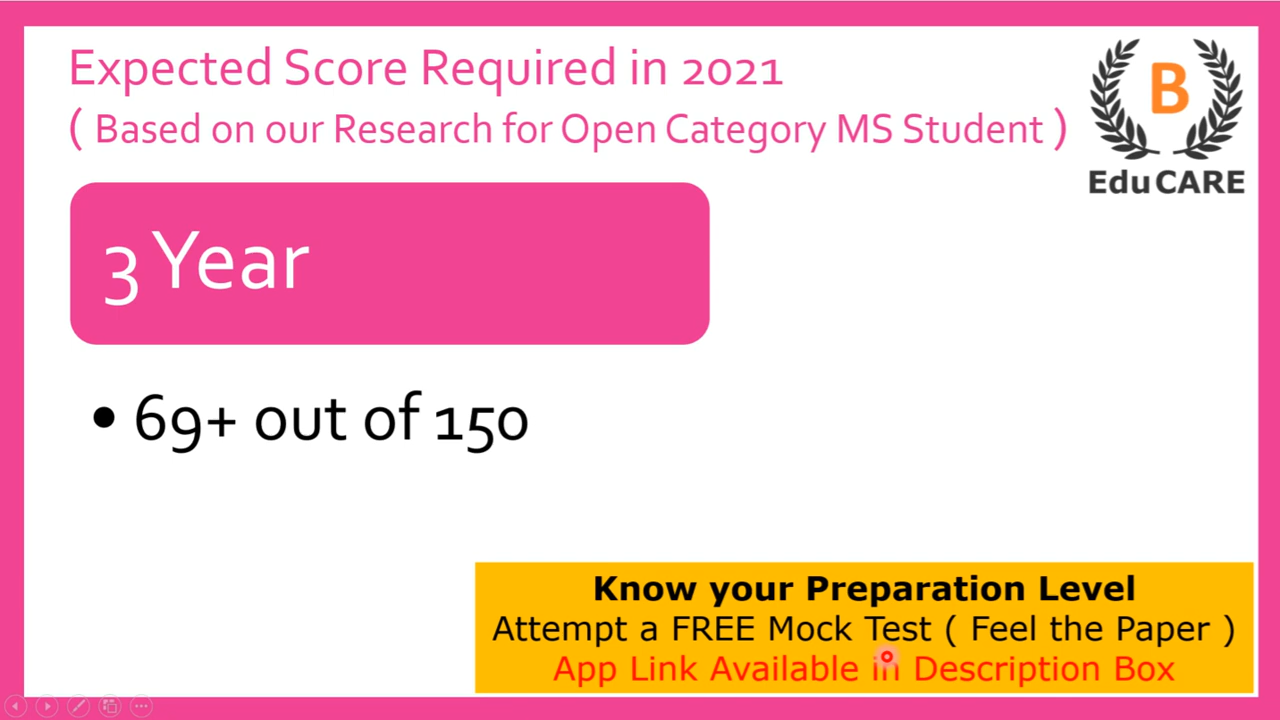 Expected Score Required in 2021
( Based on our Research for Open Category MS Student )
B
EduCARE
3 Year
• 69+ out of 150
Know your Preparation Level
Attempt a FREE Mock Test ( Feel the Paper )
App Link Available in Description Box